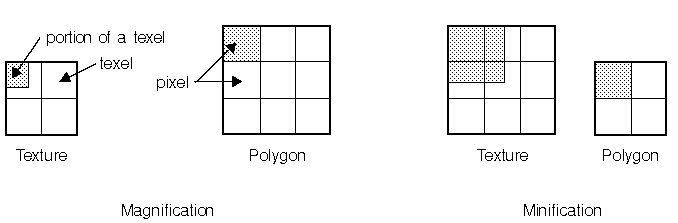 portion of a texel
texel
pixel
Texture
Polygon
Texture
Polygon
Magnification
Minification